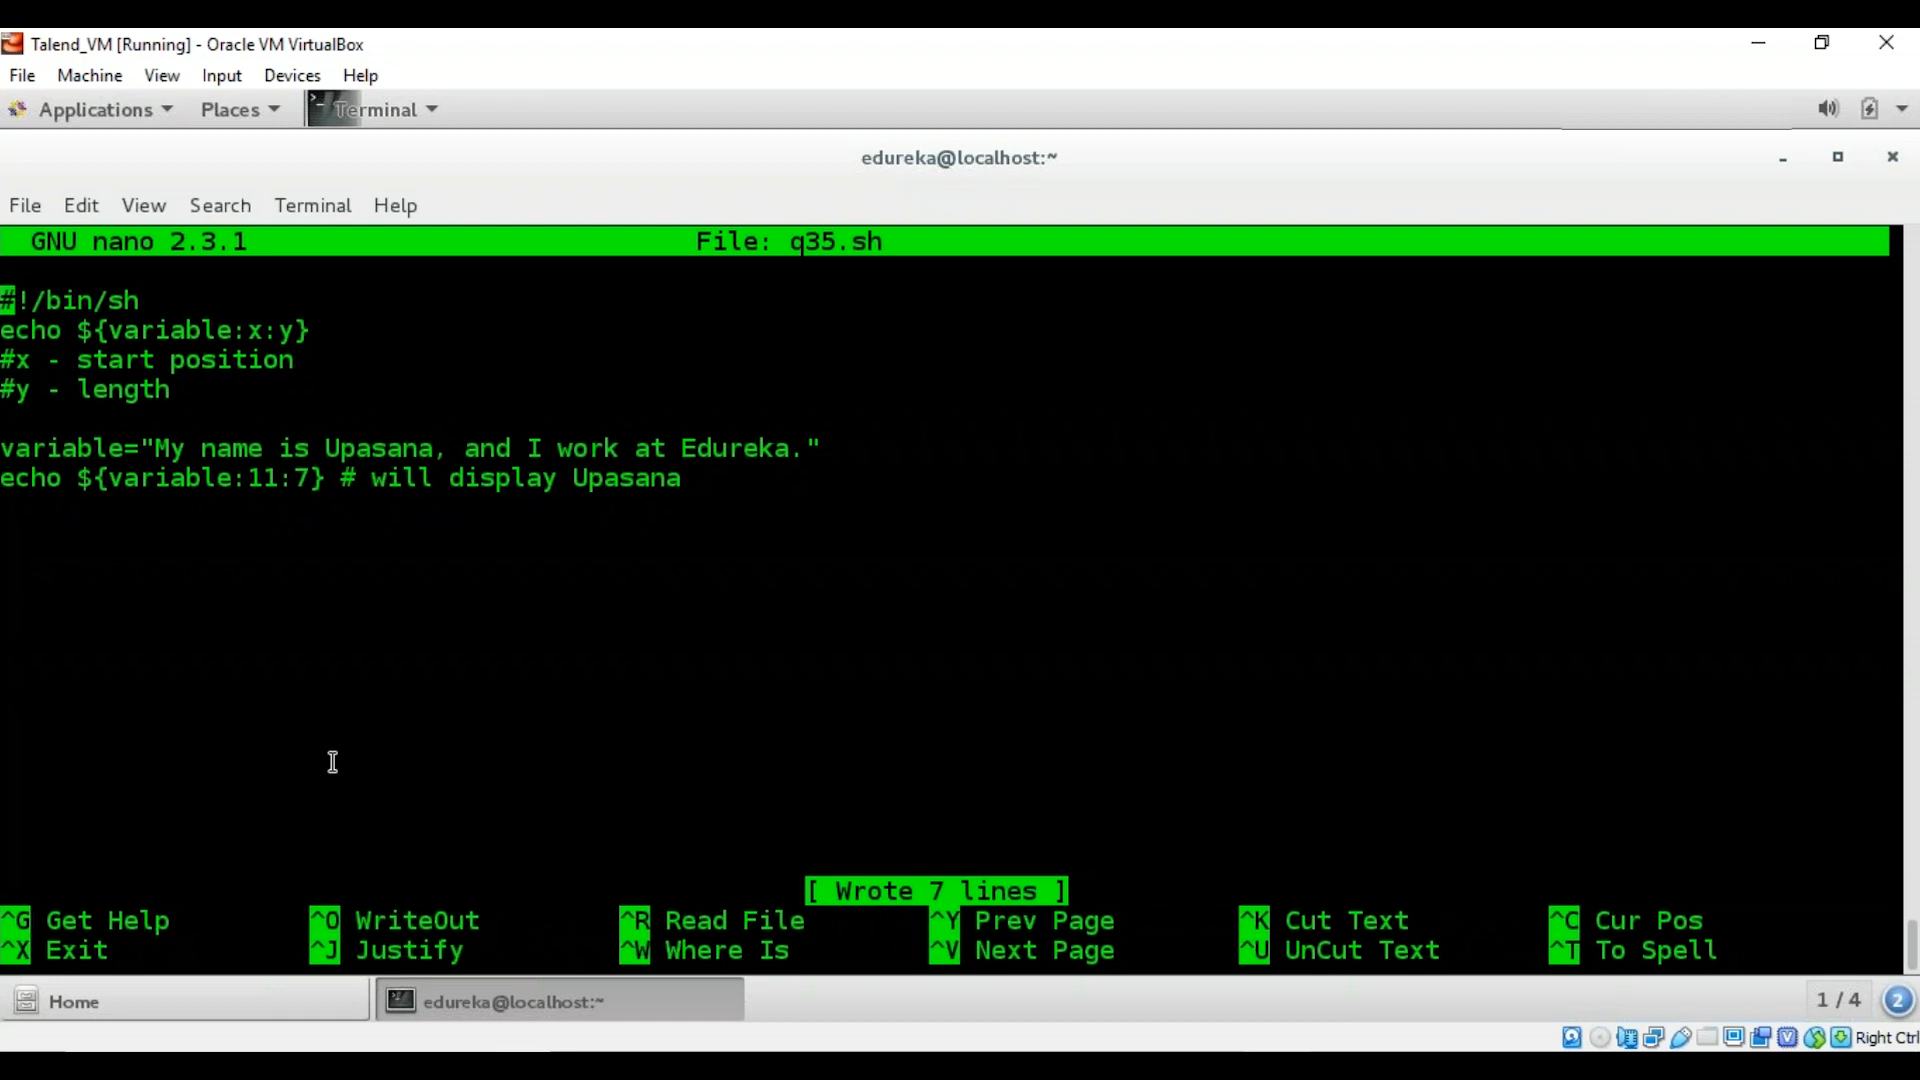 Talend_VM [Running] - Oracle VM VirtualBox
File Machine View Input Devices Help
Applications Places Terminal
edureka@localhost:~
File Edit View Search Terminal Help
GNU nano 2.3.1 File: q35.sh
#!/bin/sh
echo ${variable:x:y}
#x - start position
#y - length
variable="My name is Upasana, and I work at Edureka."
echo ${variable:11:7} # will display Upasana
[ Wrote 7 lines ]
^G Get Help ^O WriteOut ^R Read File ^Y Prev Page ^K Cut Text ^C Cur Pos
^X Exit ^J Justify ^W Where Is ^V Next Page ^U UnCut Text ^T To Spell
Home edureka@localhost:~ 1 / 4 2
Right Ctrl